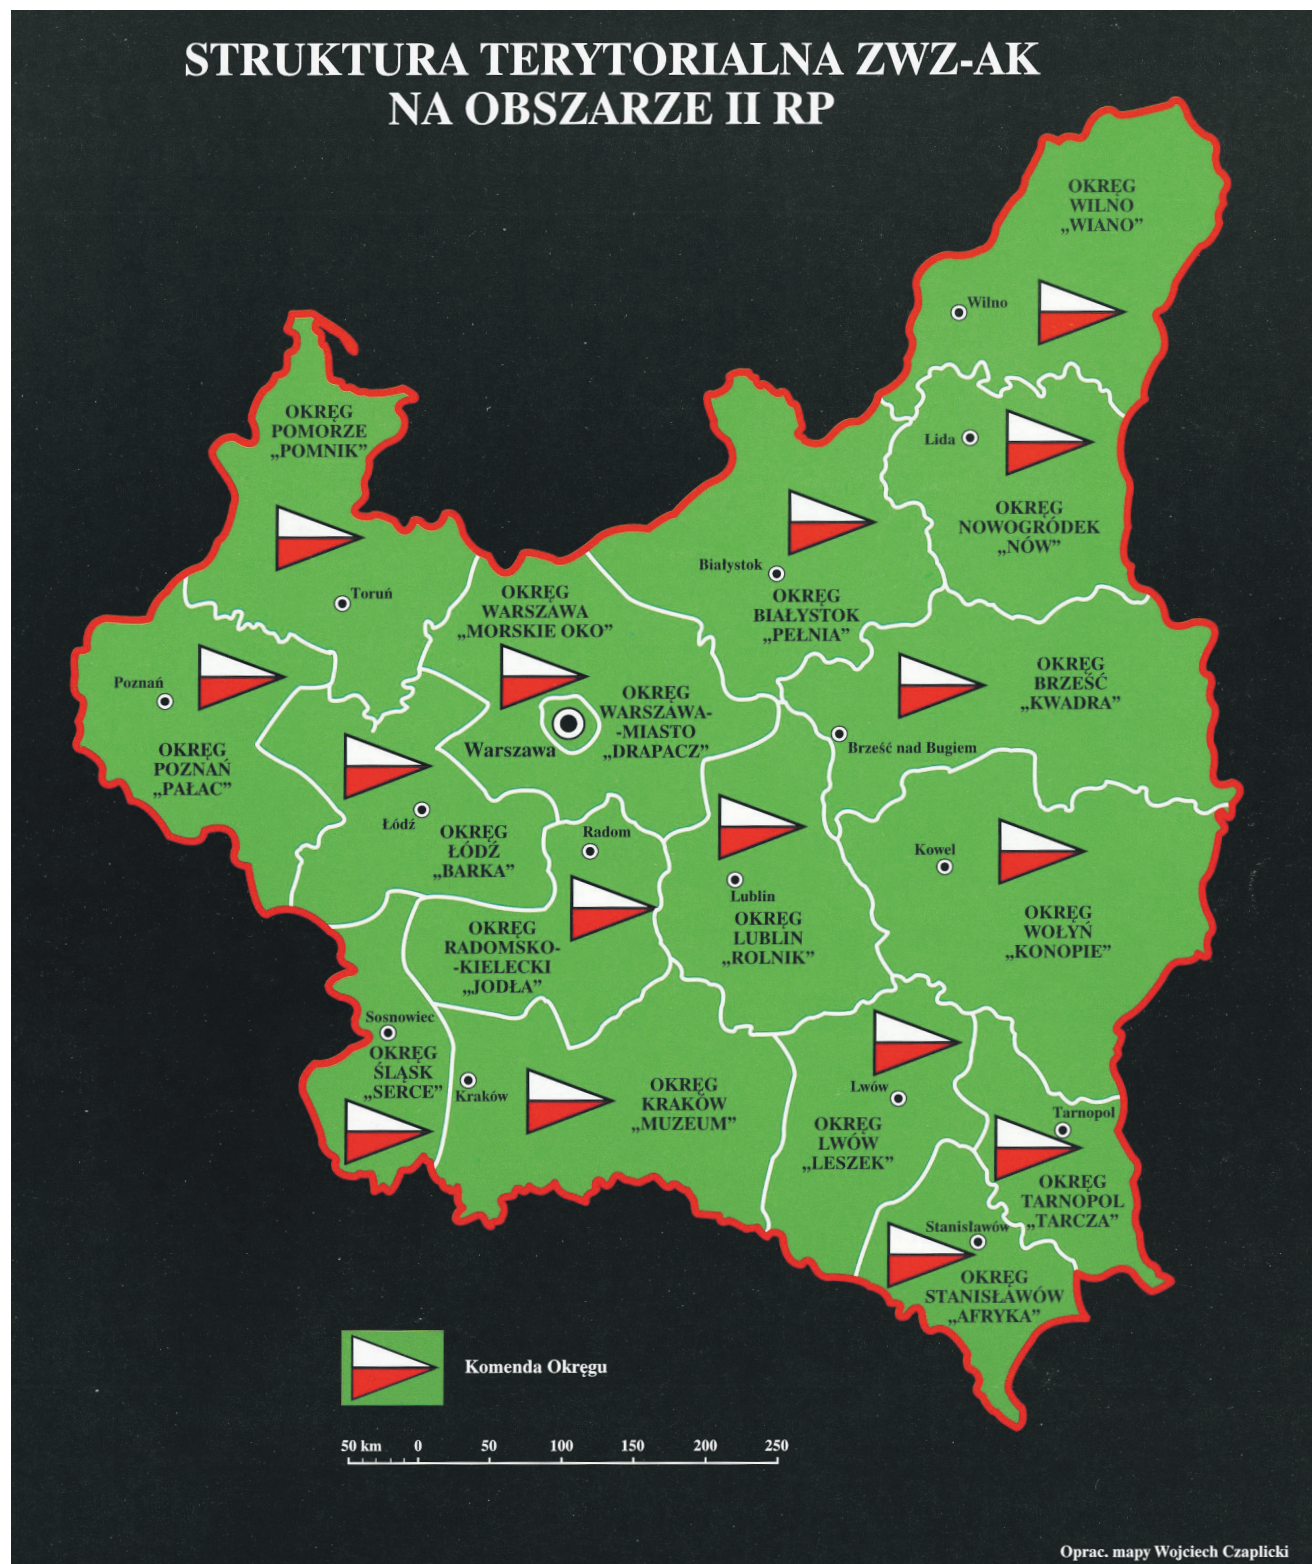 STRUKTURA TERYTORIALNA ZWZ-AK
NA OBSZARZE II RP
OKRĘG
WILNO
„WIANO”
Wilno
Lida
OKRĘG
NOWOGRÓDEK
„NÓW”
OKRĘG
POMORZE
„POMNIK”
Toruń
Białystok
OKRĘG
BIAŁYSTOK
„PEŁNIA”
OKRĘG
WARSZAWA
„MORSKIE OKO”
OKRĘG
WARSZAWA-
-MIASTO
„DRAPACZ”
Warszawa
OKRĘG
BRZEŚĆ
„KWADRA”
Brześć nad Bugiem
Poznań
OKRĘG
POZNAŃ
„PAŁAC”
Łódź
OKRĘG
ŁÓDŹ
„BARKA”
Radom
OKRĘG
RADOMSKO-
-KIELECKI
„JODŁA”
Lublin
OKRĘG
LUBLIN
„ROLNIK”
Kowel
OKRĘG
WOŁYŃ
„KONOPIE”
Sosnowiec
OKRĘG
ŚLĄSK
„SERCE”
Kraków
OKRĘG
KRAKÓW
„MUZEUM”
Lwów
OKRĘG
LWÓW
„LESZEK”
Tarnopol
OKRĘG
TARNOPOL
„TARCZA”
Stanisławów
OKRĘG
STANISŁAWÓW
„AFRYKA”
Komenda Okręgu
50 km 0 50 100 150 200 250
Oprac. mapy Wojciech Czaplicki